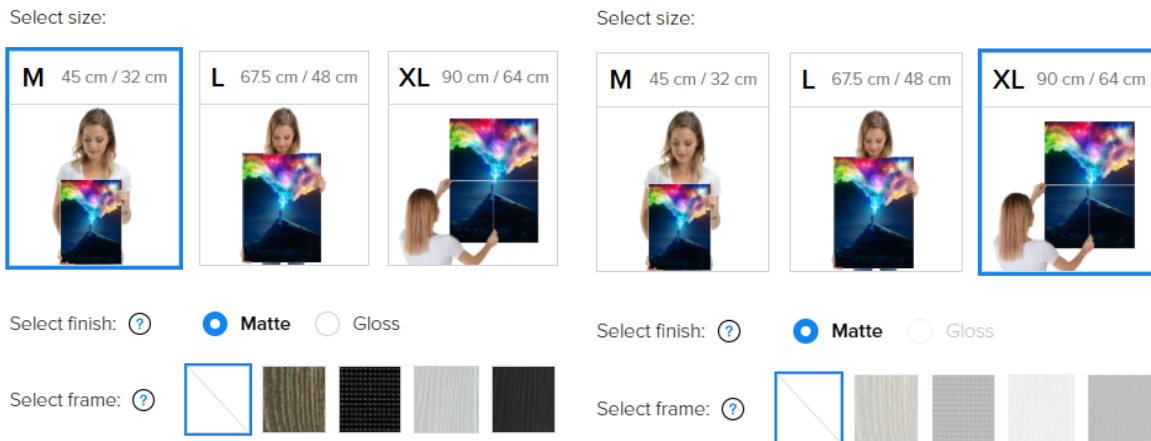 Select size:
M 45 cm / 32 cm
L 67.5 cm / 48 cm
XL 90 cm / 64 cm
Select finish: ? Matte Gloss
Select frame: ?
Select size:
M 45 cm / 32 cm
L 67.5 cm / 48 cm
XL 90 cm / 64 cm
Select finish: ? Matte Gloss
Select frame: ?